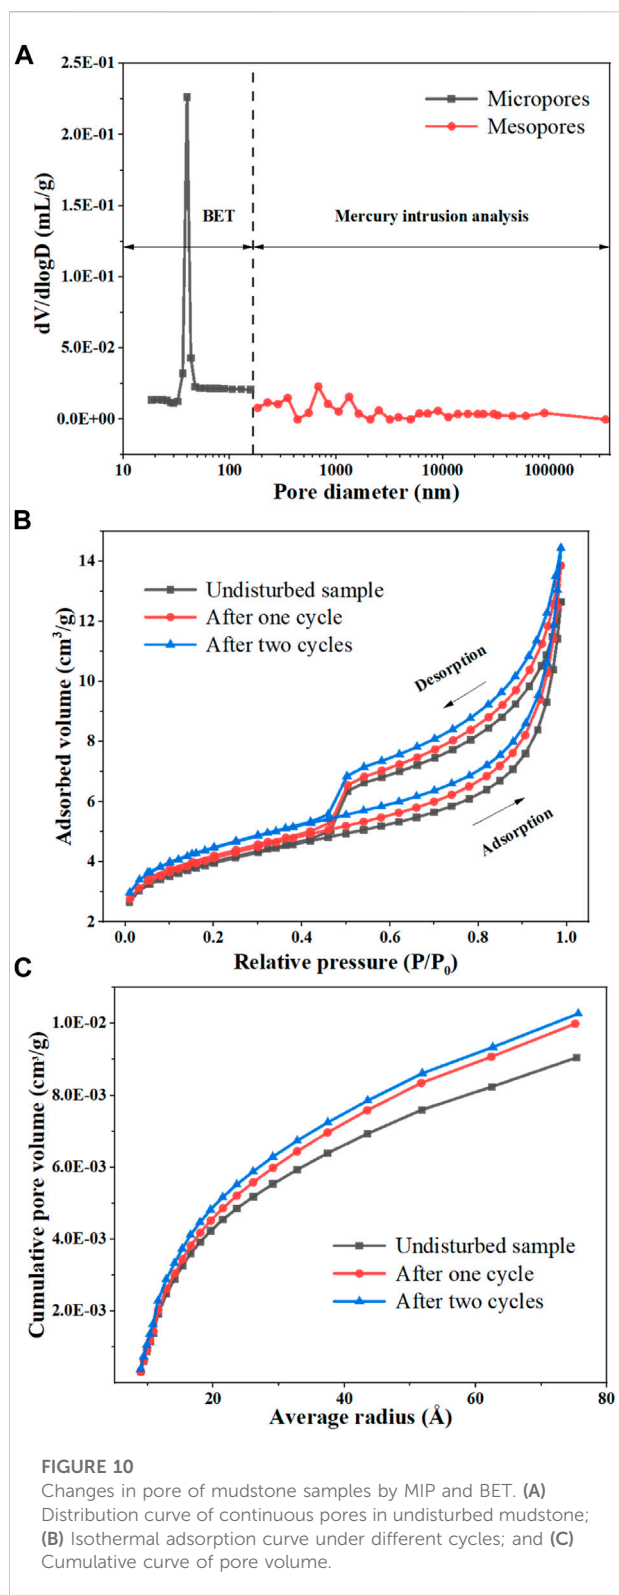 A
2.5E-01
2.0E-01
1.5E-01
1.0E-01
5.0E-02
0.0E+00
dV/dlogD (mL/g)
Micropores
Mesopores
BET
Mercury intrusion analysis
10 100 1000 10000 100000
Pore diameter (nm)
B
14
12
10
8
6
4
2
Adsorbed volume (cm³/g)
Undisturbed sample
After one cycle
After two cycles
Desorption
Adsorption
0.0 0.2 0.4 0.6 0.8 1.0
Relative pressure (P/P₀)
C
1.0E-02
8.0E-03
6.0E-03
4.0E-03
2.0E-03
Cumulative pore volume (cm³/g)
Undisturbed sample
After one cycle
After two cycles
20 40 60 80
Average radius (Å)
FIGURE 10
Changes in pore of mudstone samples by MIP and BET. (A)
Distribution curve of continuous pores in undisturbed mudstone;
(B) Isothermal adsorption curve under different cycles; and (C)
Cumulative curve of pore volume.